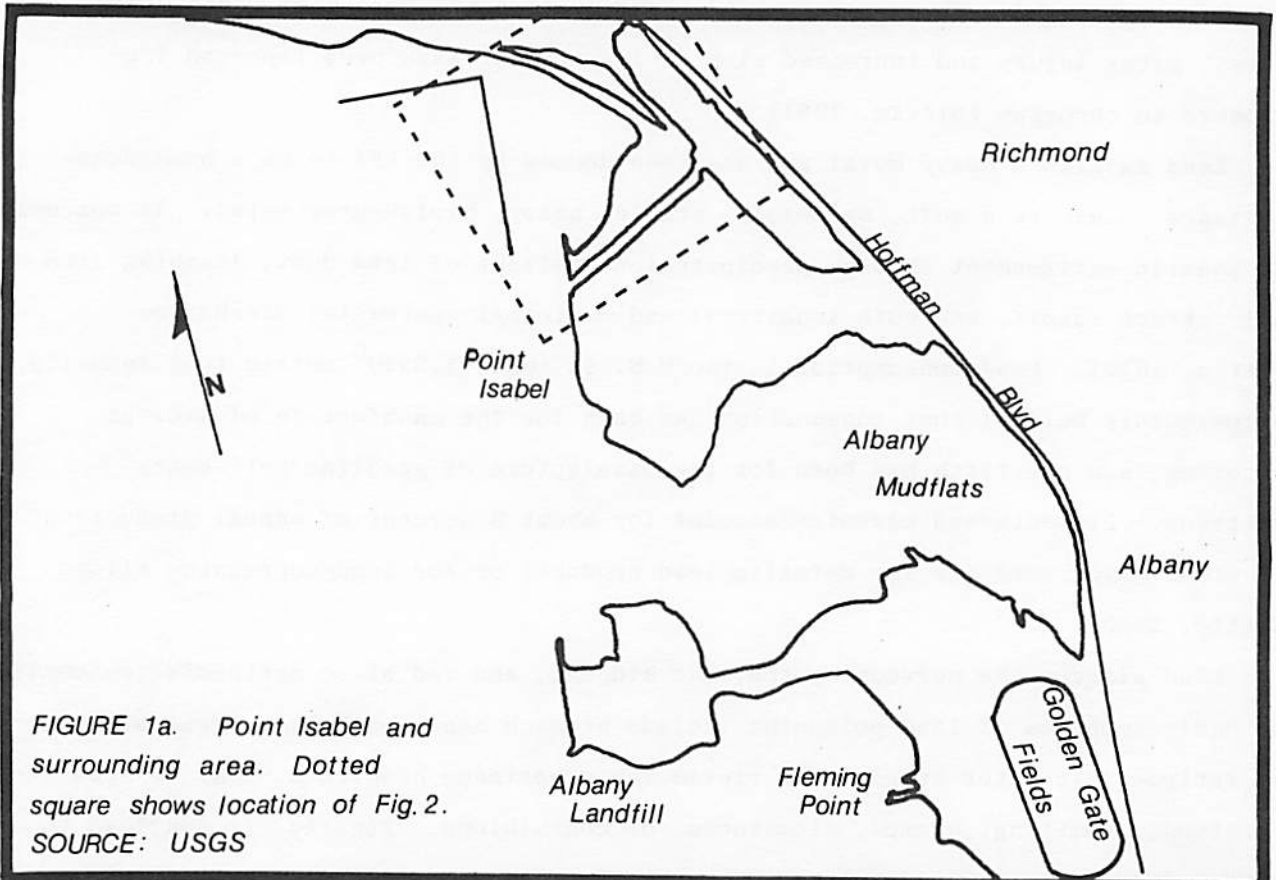 Richmond
Hoffman
Blvd
N
Point
Isabel
Albany
Mudflats
Albany
Golden Gate
Fields
FIGURE 1a. Point Isabel and
surrounding area. Dotted
square shows location of Fig. 2.
SOURCE: USGS
Albany
Landfill
Fleming
Point